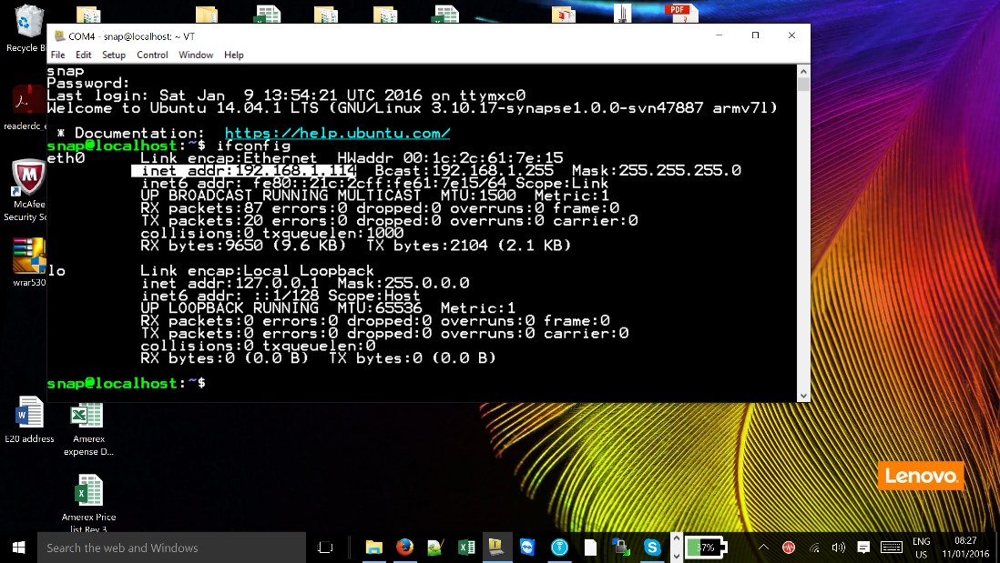 PDF
COM4 - snap@localhost: ~ VT
File Edit Setup Control Window Help
snap
Password:
Last login: Sat Jan  9 13:54:21 UTC 2016 on ttymxc0
Welcome to Ubuntu 14.04.1 LTS (GNU/Linux 3.10.17-synapse1.0.0-svn47887 armv7l)
* Documentation:  https://help.ubuntu.com/
snap@localhost:~$ ifconfig
eth0      Link encap:Ethernet  HWaddr 00:1c:2c:61:7e:15
inet addr:192.168.1.114  Bcast:192.168.1.255  Mask:255.255.255.0
inet6 addr: fe80::21c:2cff:fe61:7e15/64 Scope:Link
UP BROADCAST RUNNING MULTICAST  MTU:1500  Metric:1
RX packets:87 errors:0 dropped:0 overruns:0 frame:0
TX packets:20 errors:0 dropped:0 overruns:0 carrier:0
collisions:0 txqueuelen:1000
RX bytes:9650 (9.6 KB)  TX bytes:2104 (2.1 KB)
lo        Link encap:Local Loopback
inet addr:127.0.0.1  Mask:255.0.0.0
inet6 addr: ::1/128 Scope:Host
UP LOOPBACK RUNNING  MTU:65536  Metric:1
RX packets:0 errors:0 dropped:0 overruns:0 frame:0
TX packets:0 errors:0 dropped:0 overruns:0 carrier:0
collisions:0 txqueuelen:0
RX bytes:0 (0.0 B)  TX bytes:0 (0.0 B)
snap@localhost:~$
Recycle B
readerdc_e
McAfee
Security Sc
wrar530
E20 address
Amerex
expense D...
Amerex Price
list Rev 3
Lenovo
Search the web and Windows
37%
ENG
US
08:27
11/01/2016